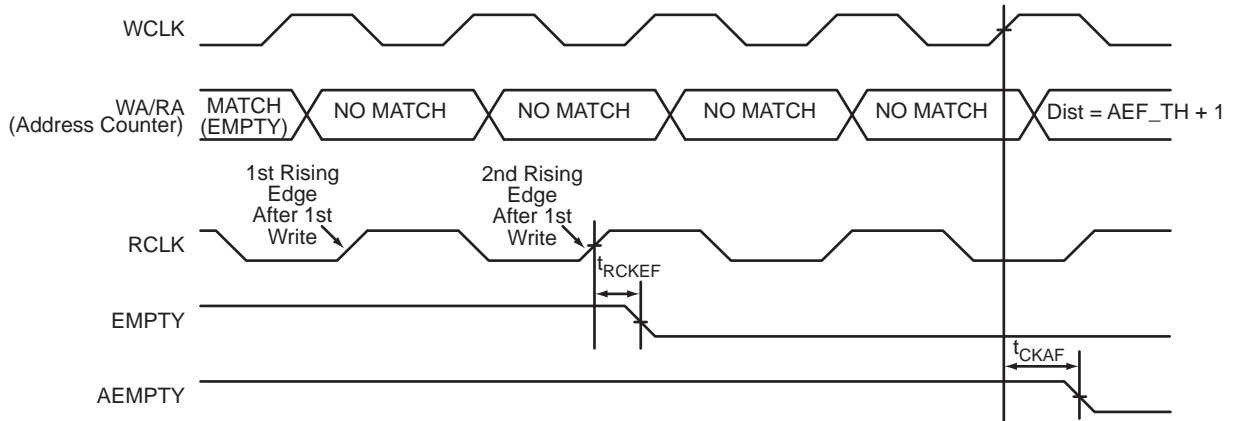 WCLK
WA/RA
(Address Counter)
MATCH
(EMPTY)
NO MATCH
NO MATCH
NO MATCH
NO MATCH
Dist = AEF_TH + 1
1st Rising
Edge
After 1st
Write
2nd Rising
Edge
After 1st
Write
RCLK
tRCKEF
EMPTY
tCKAF
AEMPTY